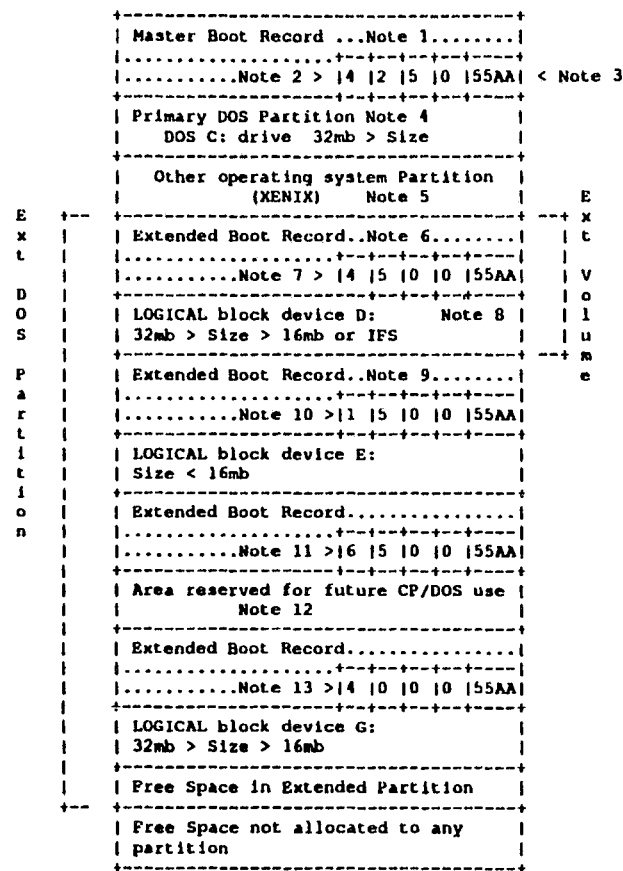 +---------------------------------------+
| Master Boot Record ...Note 1........|
|.....................+--+--+--+--+----|
|...........Note 2 > |4 |2 |5 |0 |55AA| < Note 3
| Primary DOS Partition Note 4 |
| DOS C: drive 32mb > Size |
| Other operating system Partition |
| (XENIX) Note 5 |
| Extended Boot Record..Note 6........|
|...........Note 7 > |4 |5 |0 |0 |55AA|
| LOGICAL block device D: Note 8 |
| 32mb > Size > 16mb or IFS |
| Extended Boot Record..Note 9........|
|...........Note 10 >|1 |5 |0 |0 |55AA|
| LOGICAL block device E: |
| Size < 16mb |
| Extended Boot Record................|
|...........Note 11 >|6 |5 |0 |0 |55AA|
| Area reserved for future CP/DOS use |
| Note 12 |
| Extended Boot Record................|
|...........Note 13 >|4 |0 |0 |0 |55AA|
| LOGICAL block device G: |
| 32mb > Size > 16mb |
| Free Space in Extended Partition |
| Free Space not allocated to any |
| partition |
Ext DOS Partition
Ext Volume